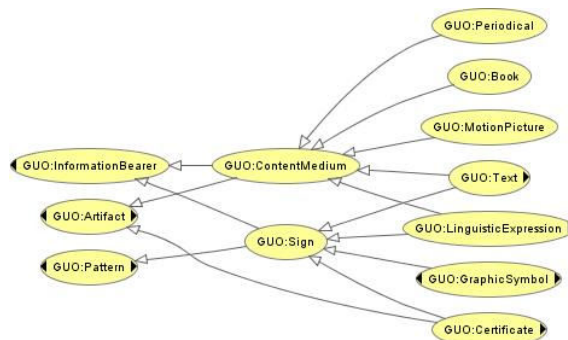 GUO:Periodical
GUO:Book
GUO:MotionPicture
GUO:InformationBearer
GUO:ContentMedium
GUO:Text
GUO:Artifact
GUO:LinguisticExpression
GUO:Sign
GUO:Pattern
GUO:GraphicSymbol
GUO:Certificate